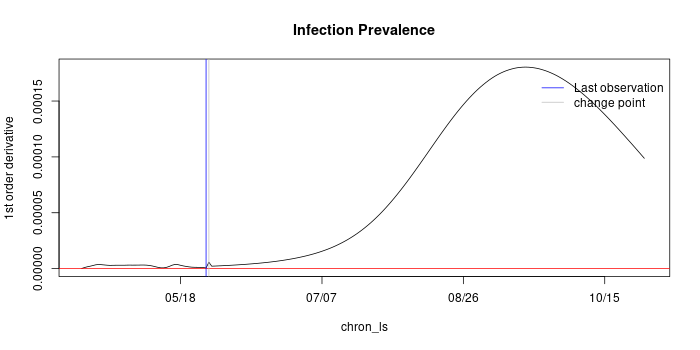 Infection Prevalence
1st order derivative
0.00015
0.00010
0.00005
0.00000
Last observation
change point
05/18
07/07
08/26
10/15
chron_ls